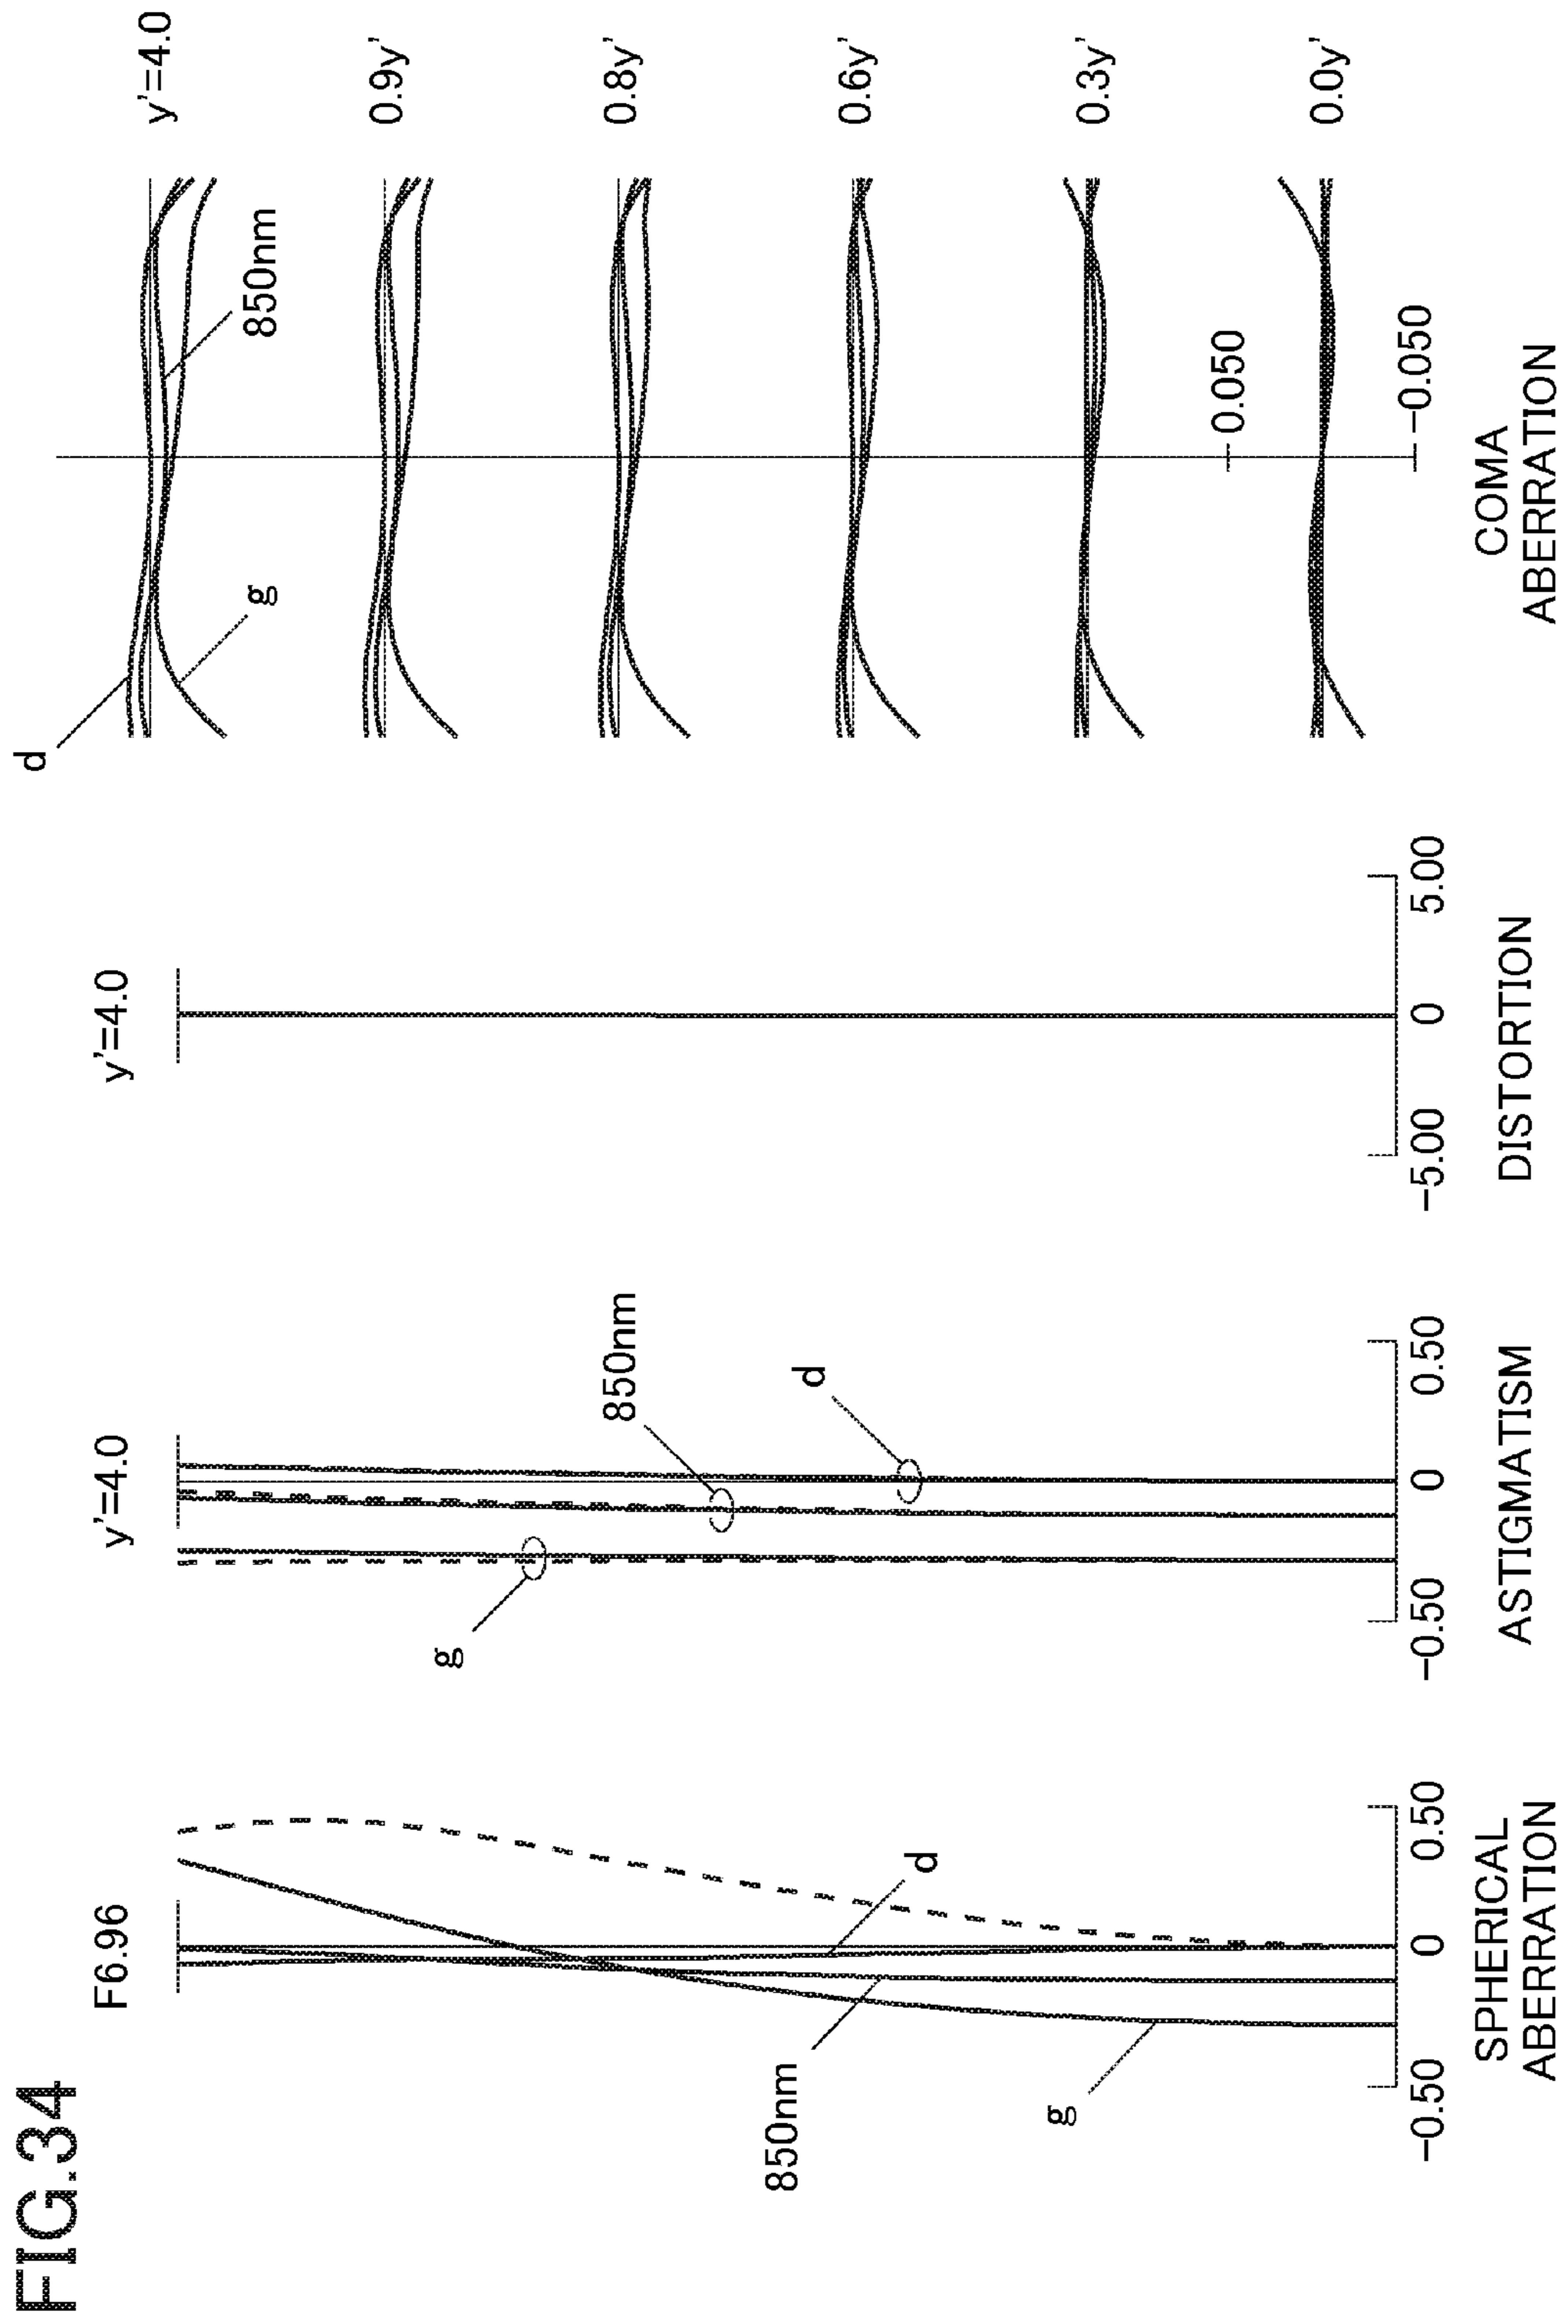 FIG.34
F6.96
850nm
d
g
-0.50
0
0.50
SPHERICAL
ABERRATION
y'=4.0
g
850nm
d
-0.50
0
0.50
ASTIGMATISM
y'=4.0
-5.00
0
5.00
DISTORTION
d
g
850nm
y'=4.0
0.9y'
0.8y'
0.6y'
0.3y'
0.0y'
0.050
-0.050
COMA
ABERRATION